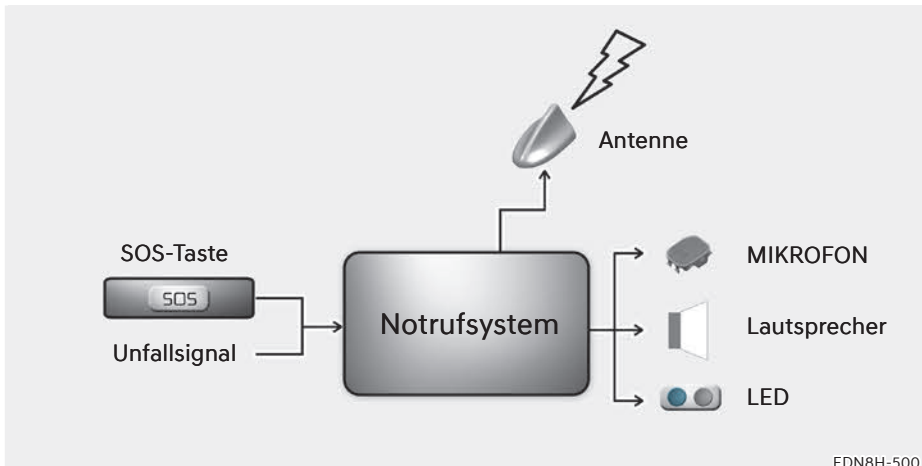 Antenne
SOS-Taste
SOS
Unfallsignal
Notrufsystem
MIKROFON
Lautsprecher
LED
EDN8H-500